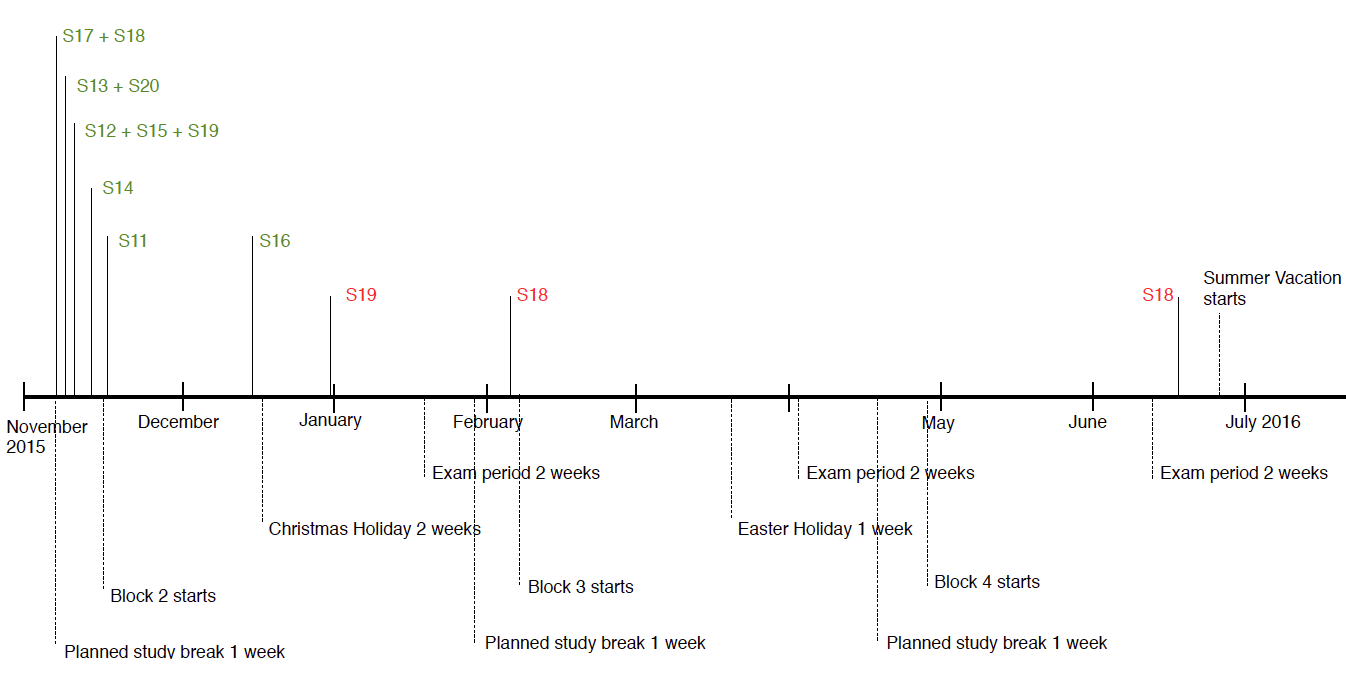 S17 + S18
S13 + S20
S12 + S15 + S19
S14
S11
S16
S19
S18
S18
Summer Vacation
starts
November
2015
December
January
February
March
May
June
July 2016
Exam period 2 weeks
Exam period 2 weeks
Exam period 2 weeks
Christmas Holiday 2 weeks
Easter Holiday 1 week
Block 2 starts
Block 3 starts
Block 4 starts
Planned study break 1 week
Planned study break 1 week
Planned study break 1 week